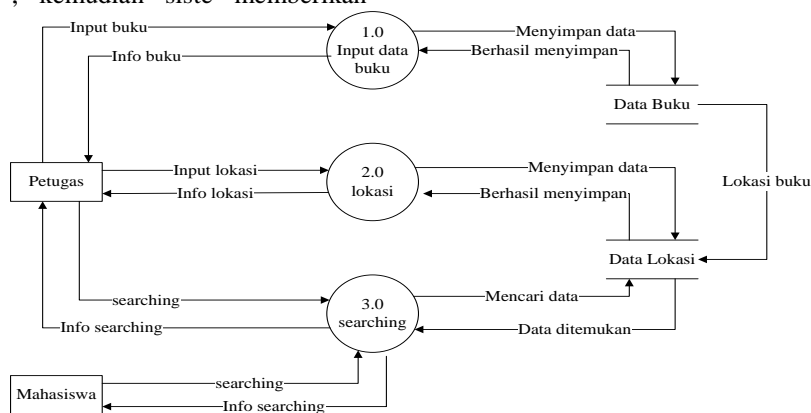 , kemudian siste memberikan
Input buku
Info buku
1.0
Input data
buku
Menyimpan data
Berhasil menyimpan
Data Buku
Petugas
Input lokasi
Info lokasi
2.0
lokasi
Menyimpan data
Berhasil menyimpan
Lokasi buku
Data Lokasi
searching
Info searching
3.0
searching
Mencari data
Data ditemukan
Mahasiswa
searching
Info searching